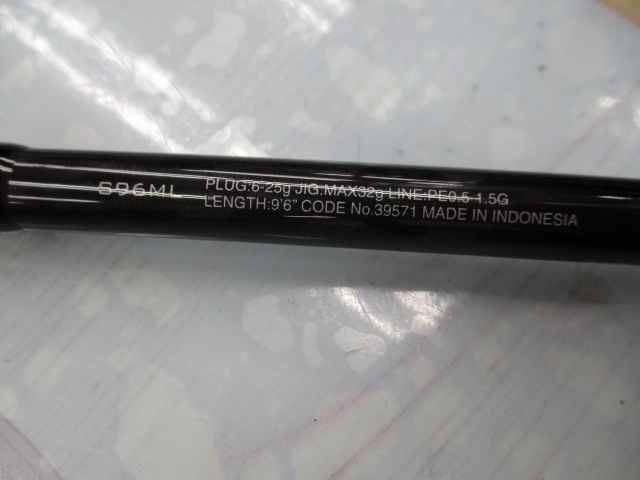 S96ML PLUG:6-25g JIG:MAX32g LINE:PE0.5-1.5G
LENGTH:9'6" CODE No.39571 MADE IN INDONESIA